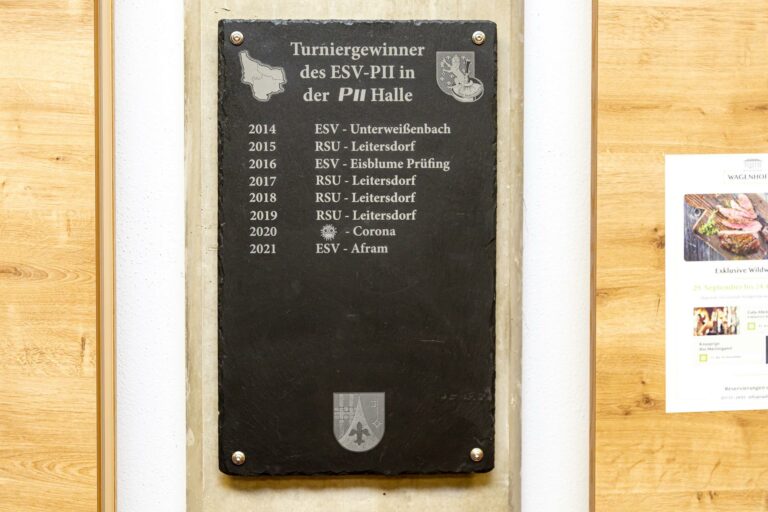 Turniergewinner
des ESV-PII in
der PII Halle
2014 ESV - Unterweißenbach
2015 RSU - Leitersdorf
2016 ESV - Eisblume Prüfing
2017 RSU - Leitersdorf
2018 RSU - Leitersdorf
2019 RSU - Leitersdorf
2020 - Corona
2021 ESV - Afram
WAGENHOF
Exklusive Wildw